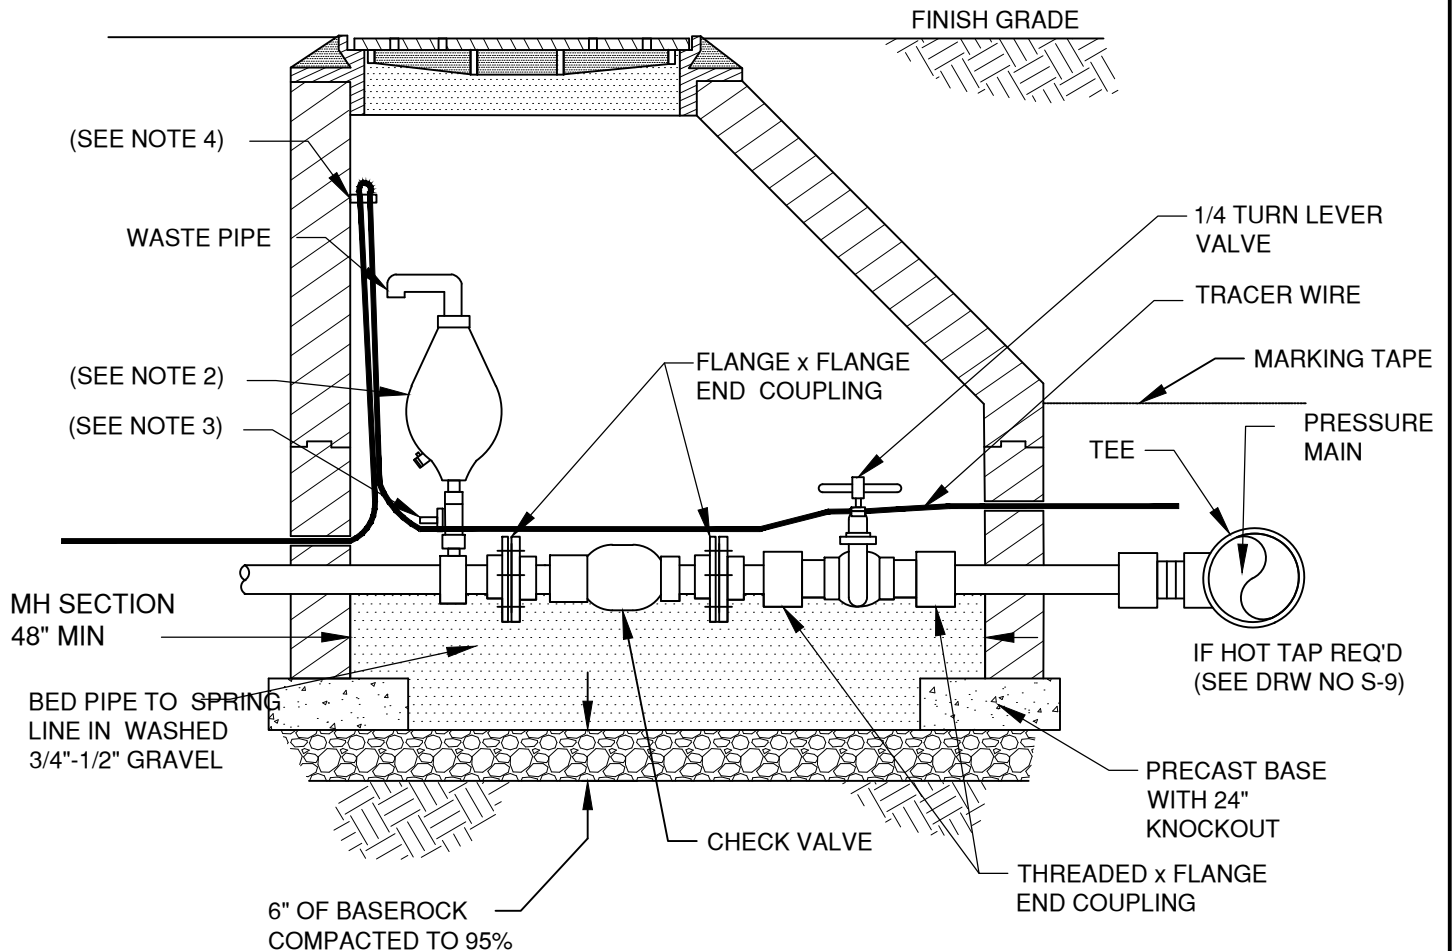 FINISH GRADE
(SEE NOTE 4)
WASTE PIPE
1/4 TURN LEVER
VALVE
TRACER WIRE
(SEE NOTE 2)
(SEE NOTE 3)
FLANGE x FLANGE
END COUPLING
MARKING TAPE
PRESSURE
MAIN
TEE
MH SECTION
48" MIN
BED PIPE TO SPRING
LINE IN WASHED
3/4"-1/2" GRAVEL
IF HOT TAP REQ'D
(SEE DRW NO S-9)
PRECAST BASE
WITH 24"
KNOCKOUT
CHECK VALVE
THREADED x FLANGE
END COUPLING
6" OF BASEROCK
COMPACTED TO 95%